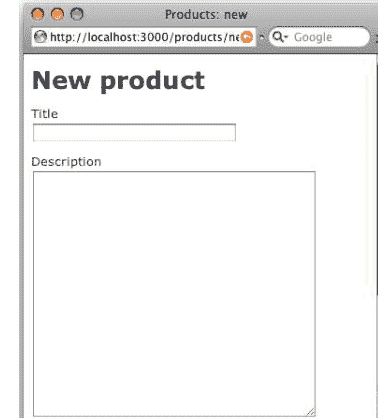 Products: new
http://localhost:3000/products/ne
Google
New product
Title
Description